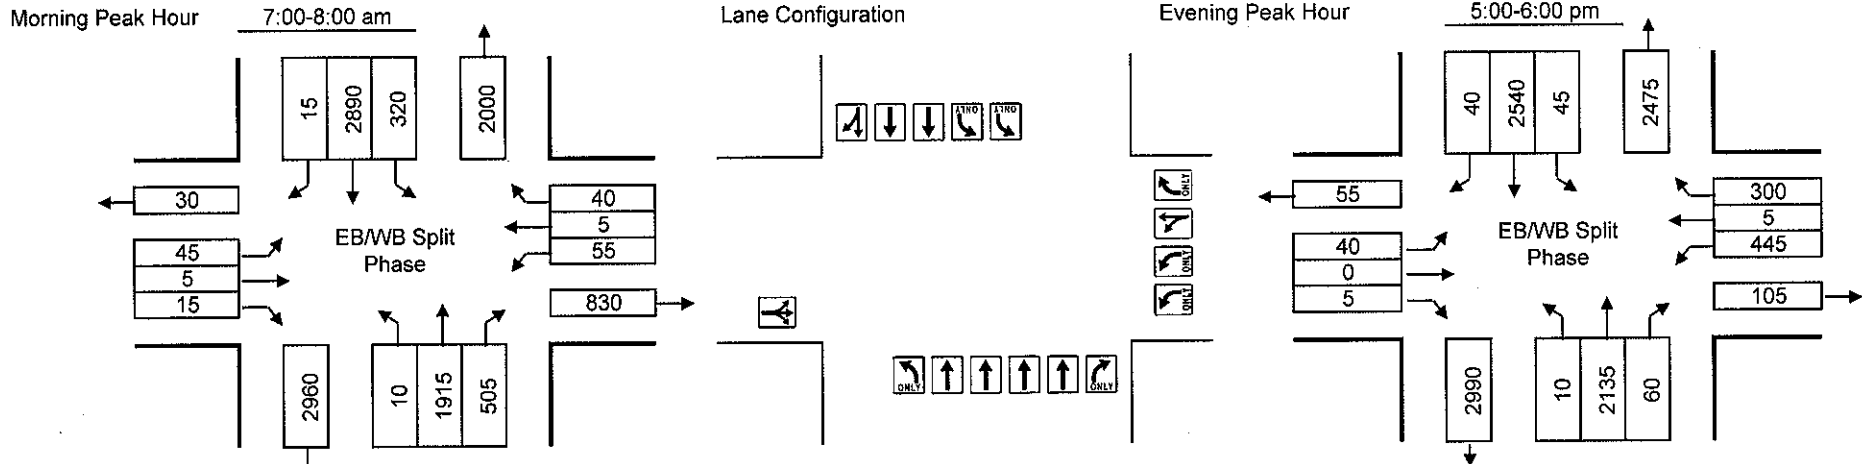 Morning Peak Hour 7:00-8:00 am
15 2890 320 2000
30
45
5
15
EB/WB Split
Phase
40
5
55
830
2960
10 1915 505
Lane Configuration
ONLY ONLY
ONLY
ONLY
ONLY
ONLY ONLY
Evening Peak Hour 5:00-6:00 pm
40 2540 45 2475
55
40
0
5
EB/WB Split
Phase
300
5
445
105
2990
10 2135 60